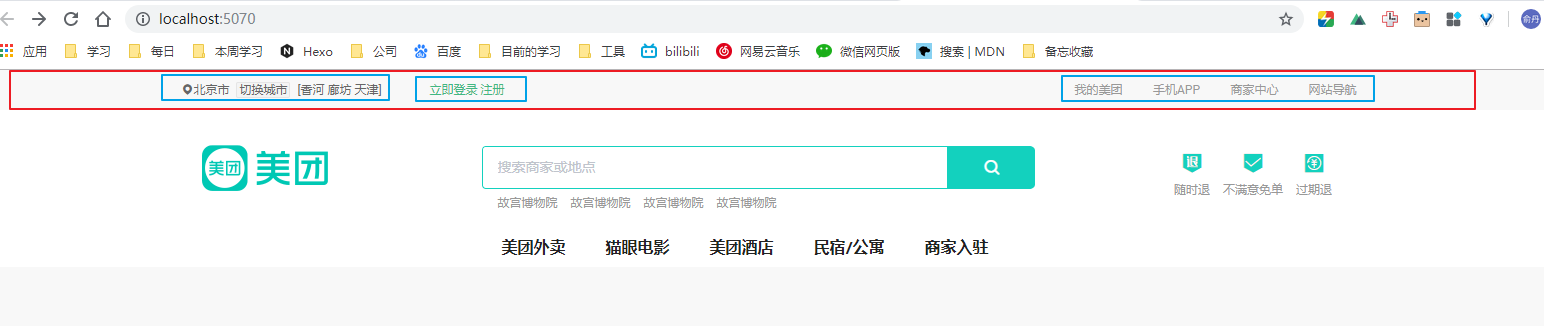 localhost:5070
俞丹
应用 学习 每日 本周学习 Hexo 公司 百度 目前的学习 工具 bilibili 网易云音乐 微信网页版 搜索 | MDN 备忘收藏
北京市 切换城市 [香河 廊坊 天津] 立即登录 注册 我的美团 手机APP 商家中心 网站导航
美团 美团 搜索商家或地点
随时退 不满意免单 过期退
故宫博物院 故宫博物院 故宫博物院 故宫博物院
美团外卖 猫眼电影 美团酒店 民宿/公寓 商家入驻